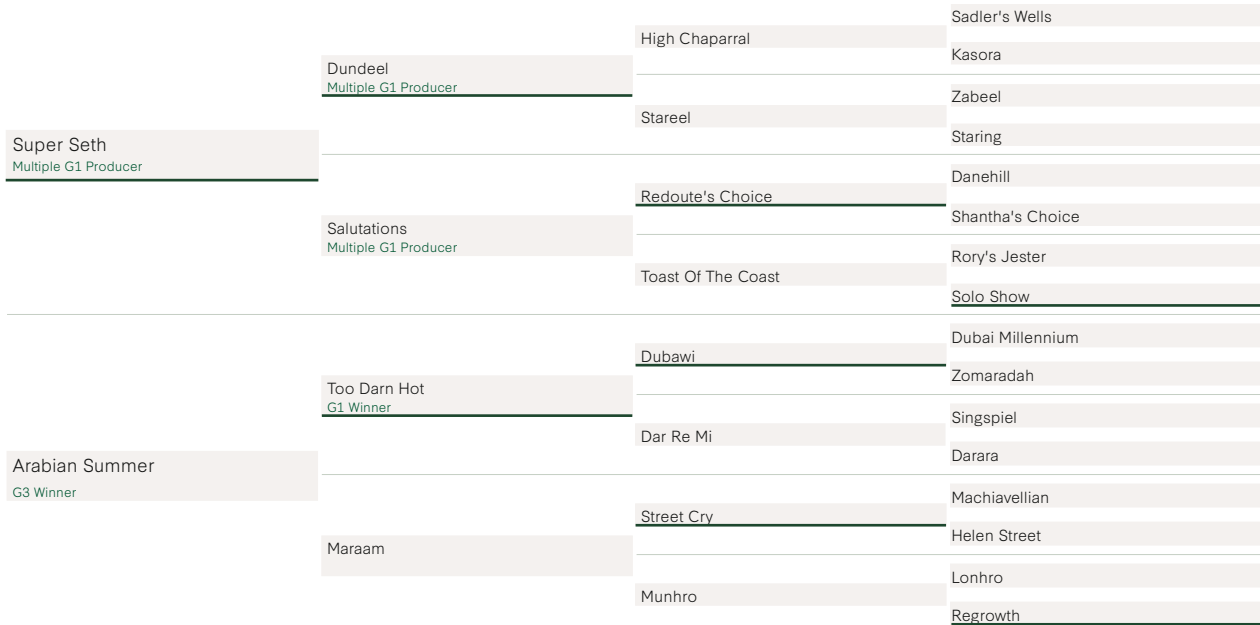 Super Seth
Multiple G1 Producer
Arabian Summer
G3 Winner
Dundeel
Multiple G1 Producer
Salutations
Multiple G1 Producer
Too Darn Hot
G1 Winner
Maraam
High Chaparral
Stareel
Redoute's Choice
Toast Of The Coast
Dubawi
Dar Re Mi
Street Cry
Munhro
Sadler's Wells
Kasora
Zabeel
Staring
Danehill
Shantha's Choice
Rory's Jester
Solo Show
Dubai Millennium
Zomaradah
Singspiel
Darara
Machiavellian
Helen Street
Lonhro
Regrowth